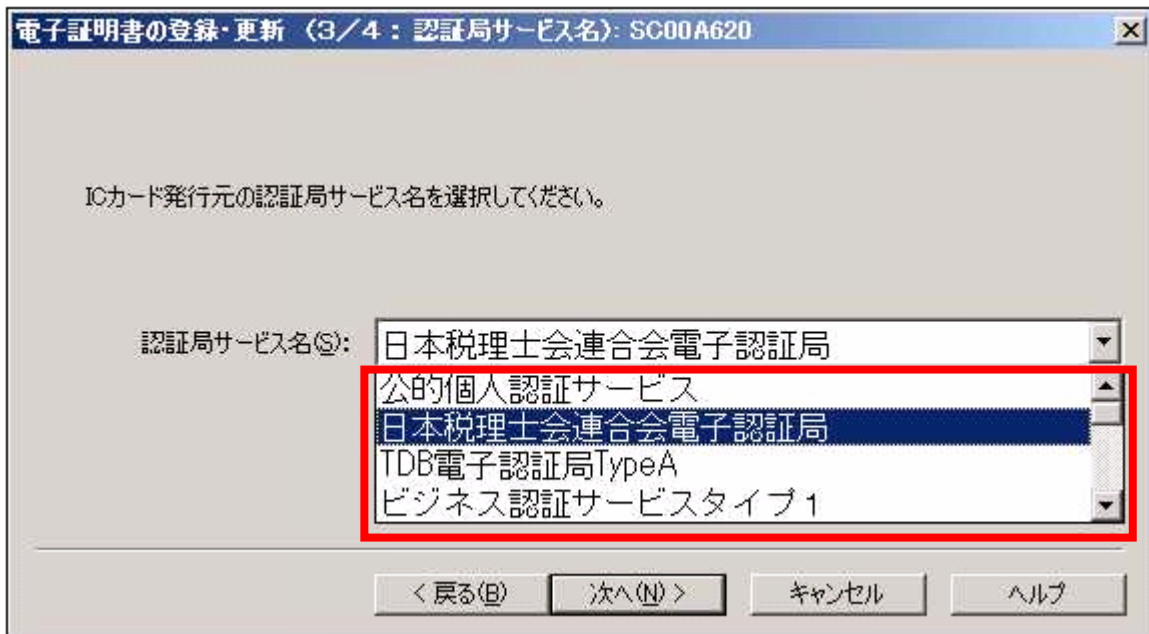 電子証明書の登録・更新 (3/4:認証局サービス名): SC00A620
ICカード発行元の認証局サービス名を選択してください。
認証局サービス名(S): 日本税理士会連合会電子認証局
公的個人認証サービス
日本税理士会連合会電子認証局
TDB電子認証局TypeA
ビジネス認証サービスタイプ1
< 戻る(B) 次へ(N) > キャンセル ヘルプ